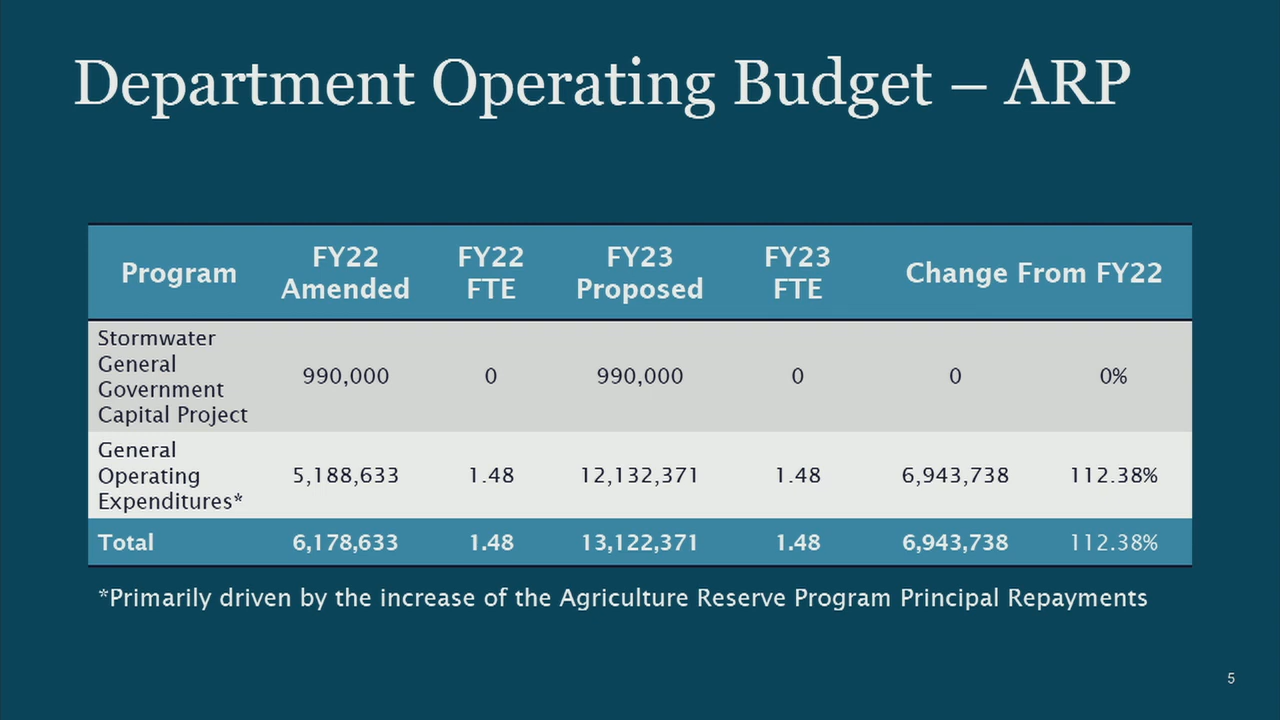 Department Operating Budget – ARP
Program
FY22 Amended
FY22 FTE
FY23 Proposed
FY23 FTE
Change From FY22
Stormwater General Government Capital Project
990,000
0
990,000
0
0
0%
General Operating Expenditures*
5,188,633
1.48
12,132,371
1.48
6,943,738
112.38%
Total
6,178,633
1.48
13,122,371
1.48
6,943,738
112.38%
*Primarily driven by the increase of the Agriculture Reserve Program Principal Repayments
5